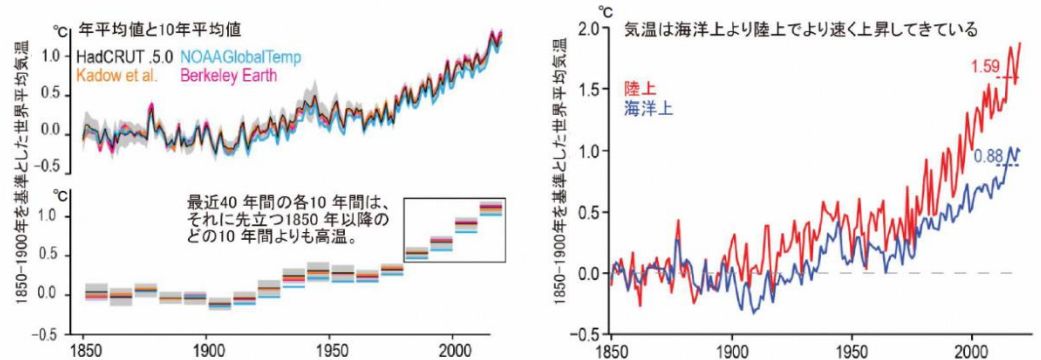 年平均値と10年平均値
HadCRUT .5.0 NOAAGlobalTemp
Kadow et al. Berkeley Earth
1850-1900年を基準とした世界平均気温
℃
1.0
0.5
0.0
-0.5
℃
1.0
0.5
0.0
-0.5
最近40 年間の各10 年間は、
それに先立つ1850 年以降の
どの10 年間よりも高温。
1850 1900 1950 2000
℃
気温は海洋上より陸上でより速く上昇してきている
陸上
海洋上
1850-1900年を基準とした世界平均気温
2.0
1.5
1.0
0.5
0.0
-0.5
1.59
0.88
1850 1900 1950 2000